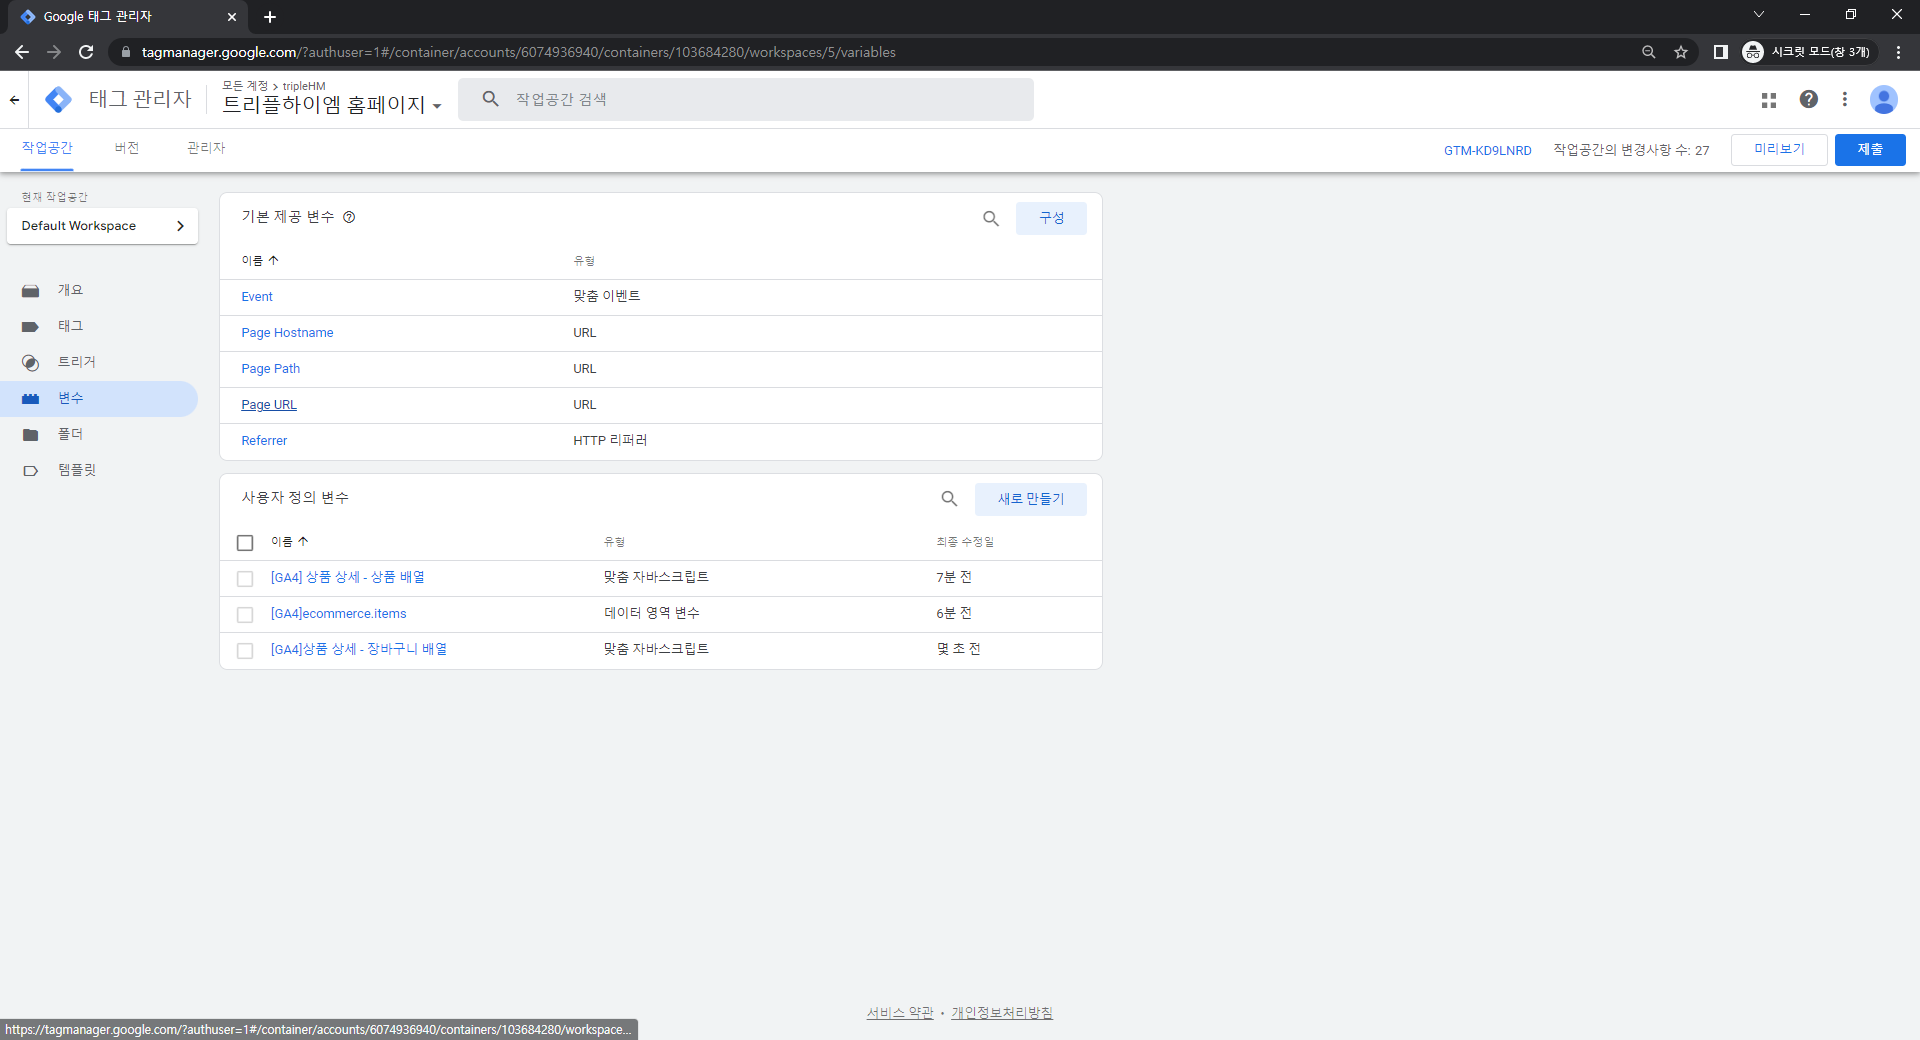 Google 태그 관리자
tagmanager.google.com/?authuser=1#/container/accounts/6074936940/containers/103684280/workspaces/5/variables
시크릿 모드(창 3개)
태그 관리자
모든 계정 > tripleHM
트리플하이엠 홈페이지
작업공간 검색
작업공간
버전
관리자
GTM-KD9LNRD
작업공간의 변경사항 수: 27
미리보기
제출
현재 작업공간
Default Workspace
개요
태그
트리거
변수
폴더
템플릿
기본 제공 변수
구성
이름 유형
Event 맞춤 이벤트
Page Hostname URL
Page Path URL
Page URL URL
Referrer HTTP 리퍼러
사용자 정의 변수
새로 만들기
이름 유형 최종 수정일
[GA4] 상품 상세 - 상품 배열 맞춤 자바스크립트 7분 전
[GA4]ecommerce.items 데이터 영역 변수 6분 전
[GA4]상품 상세 - 장바구니 배열 맞춤 자바스크립트 몇 초 전
서비스 약관 · 개인정보처리방침
https://tagmanager.google.com/?authuser=1#/container/accounts/6074936940/containers/103684280/workspace...